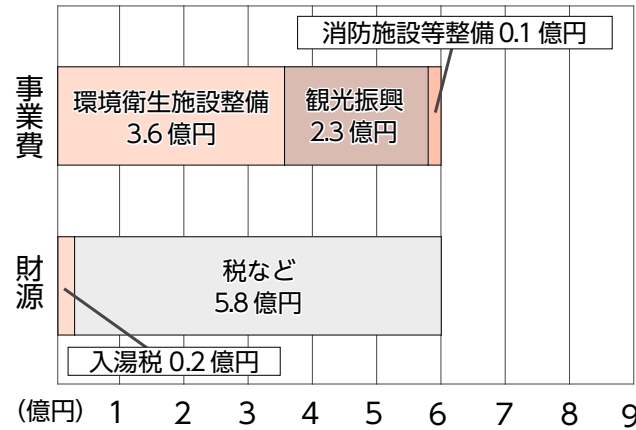 消防施設等整備 0.1 億円
事業費
環境衛生施設整備
3.6 億円
観光振興
2.3 億円
財源
税など
5.8 億円
入湯税 0.2 億円
(億円) 1 2 3 4 5 6 7 8 9